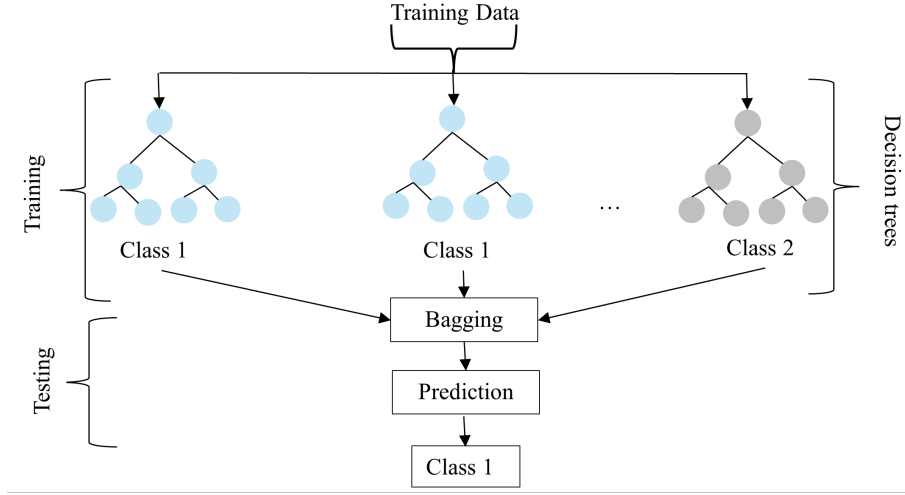 Training Data
Training
Decision trees
Class 1
Class 1
...
Class 2
Bagging
Testing
Prediction
Class 1